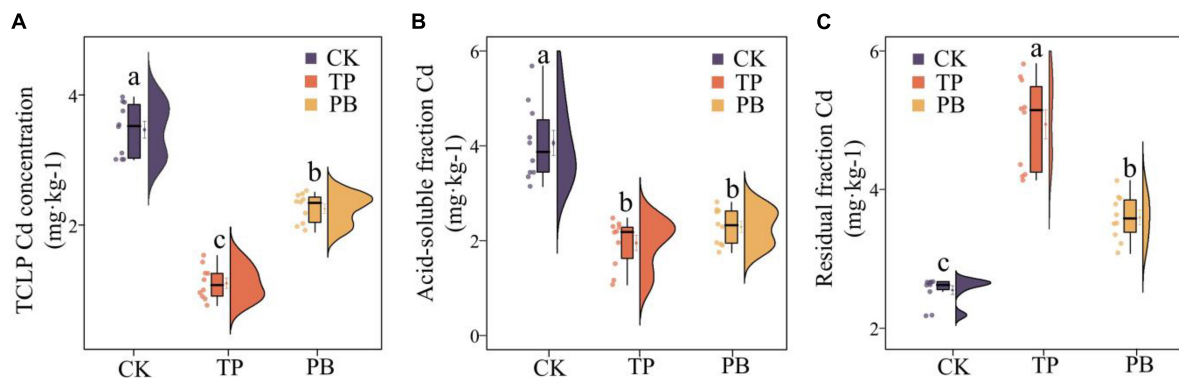 A
TCLP Cd concentration
(mg·kg-1)
4
2
a
c
b
CK
TP
PB
CK
TP
PB
B
Acid-soluble fraction Cd
(mg·kg-1)
6
4
2
0
a
b
b
CK
TP
PB
CK
TP
PB
C
Residual fraction Cd
(mg·kg-1)
6
4
2
c
a
b
CK
TP
PB
CK
TP
PB